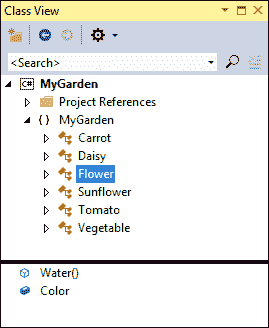 Class View
<Search>
C# MyGarden
Project References
{ } MyGarden
Carrot
Daisy
Flower
Sunflower
Tomato
Vegetable
Water{}
Color